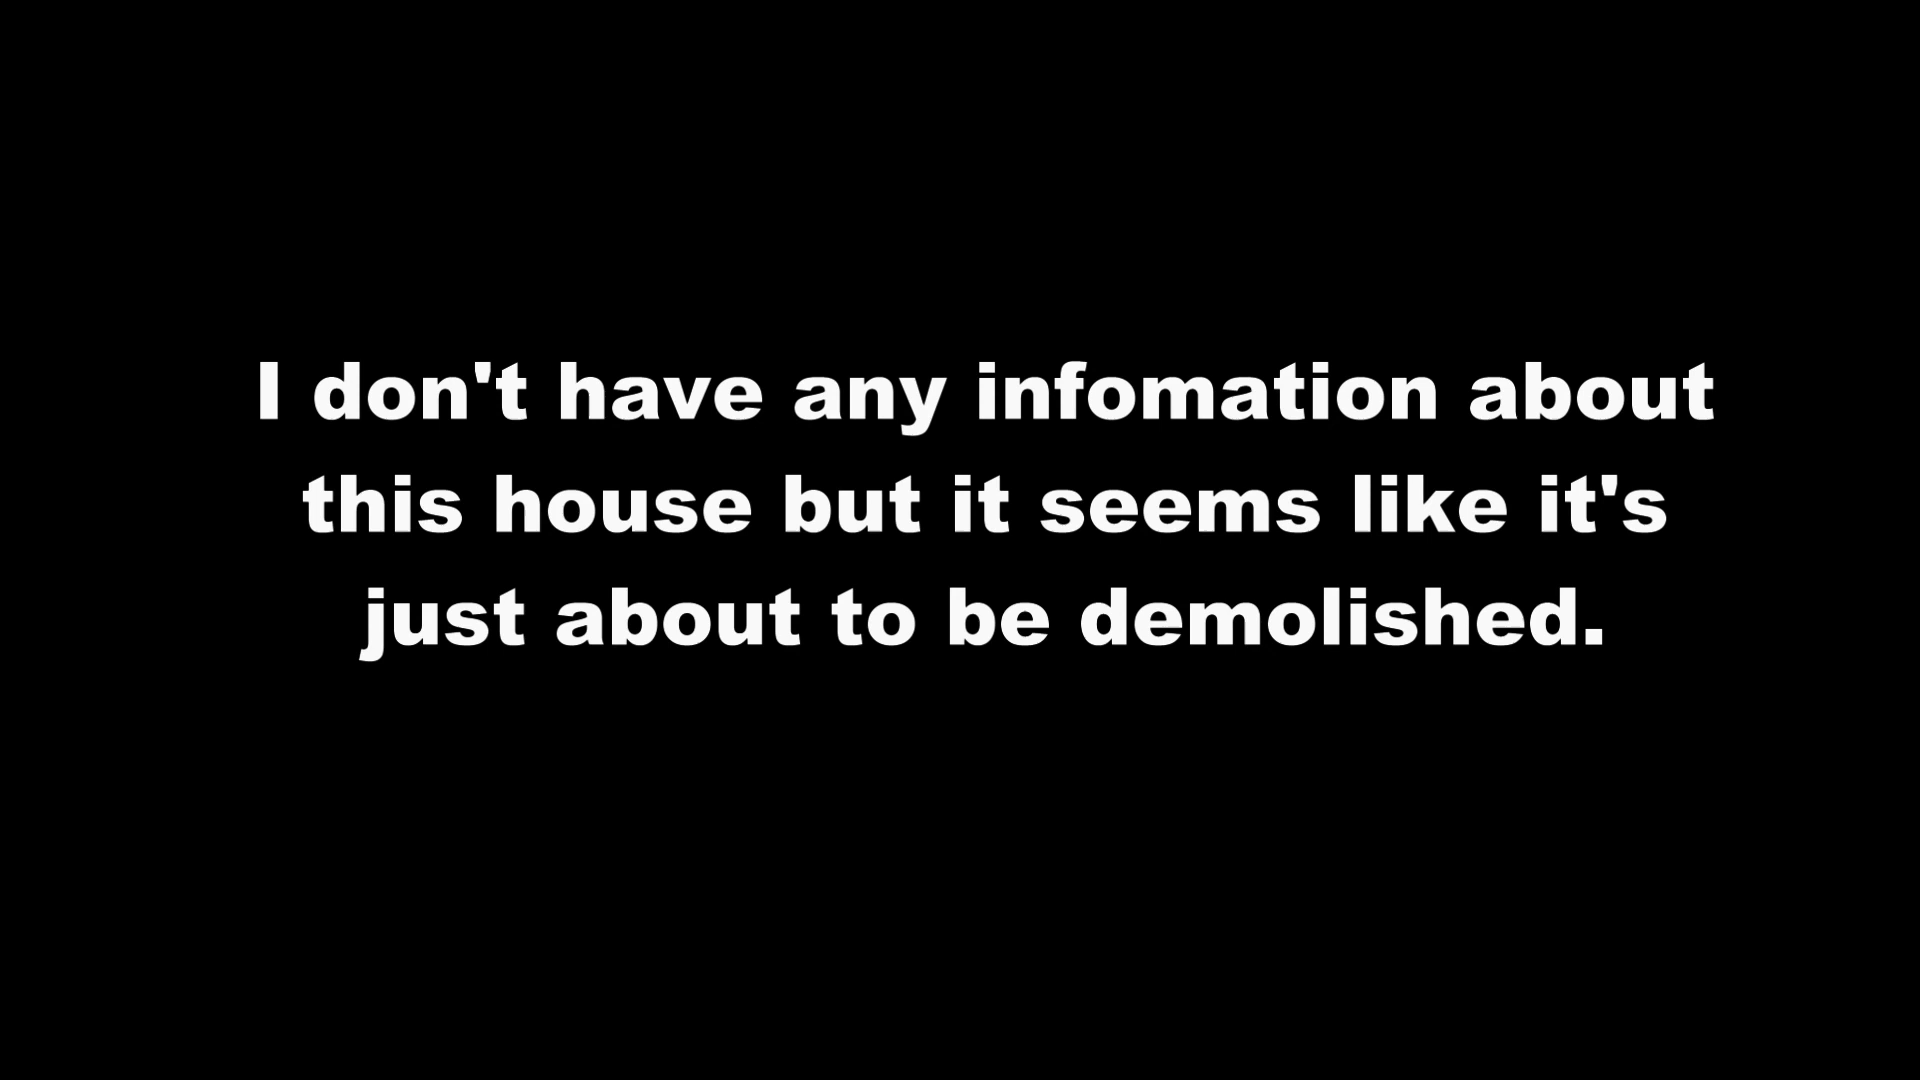 I don't have any infomation about
this house but it seems like it's
just about to be demolished.